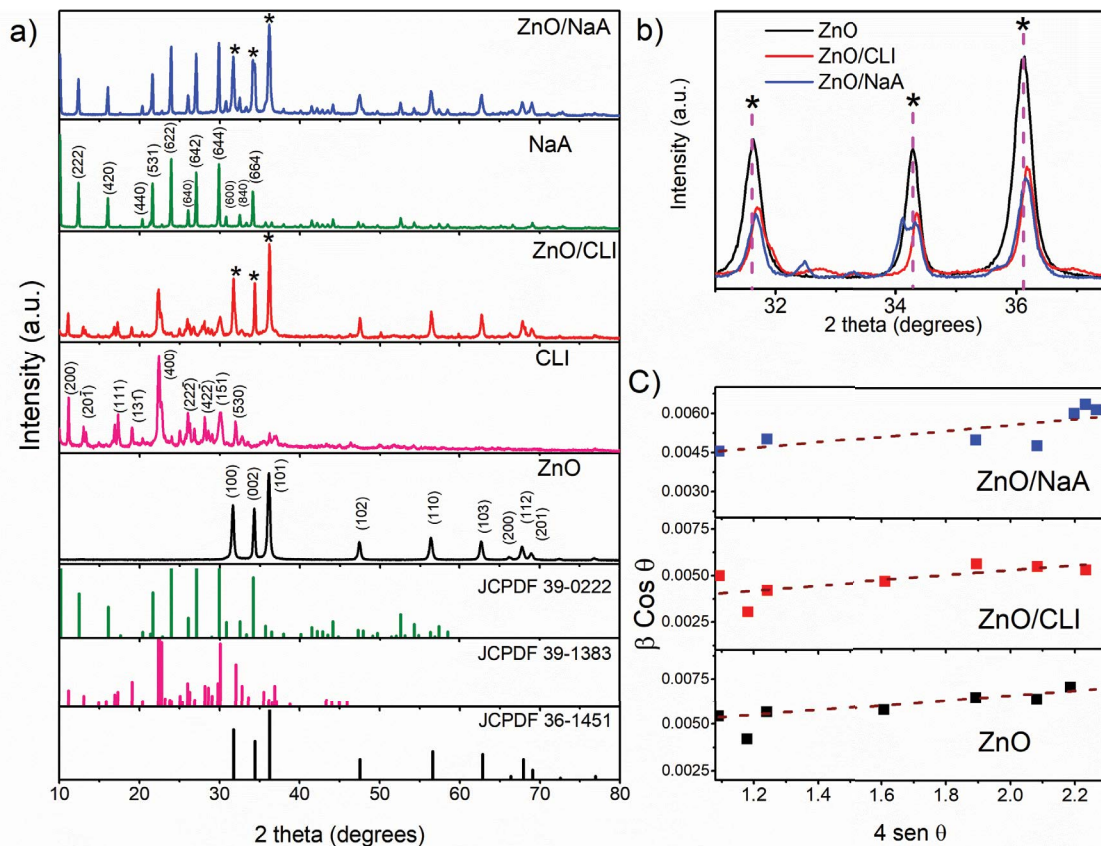 a)
Intensity (a.u.)
ZnO/NaA
* * *
NaA
(222)
(420)
(440)
(531)
(622)
(640)
(642)
(644)
(600)
(840)
(664)
ZnO/CLI
* * *
CLI
(200)
(201̄)
(111)
(131̄)
(400)
(222̄)
(422̄)
(151)
(530)
ZnO
(100)
(002)
(101)
(102)
(110)
(103)
(200)
(112)
(201)
JCPDF 39-0222
JCPDF 39-1383
JCPDF 36-1451
10 20 30 40 50 60 70 80
2 theta (degrees)
b)
Intensity (a.u.)
ZnO
ZnO/CLI
ZnO/NaA
* * *
32 34 36
2 theta (degrees)
C)
β Cos θ
0.0060
0.0045
0.0030
ZnO/NaA
0.0075
0.0050
0.0025
ZnO/CLI
0.0075
0.0050
0.0025
ZnO
1.2 1.4 1.6 1.8 2.0 2.2
4 sen θ